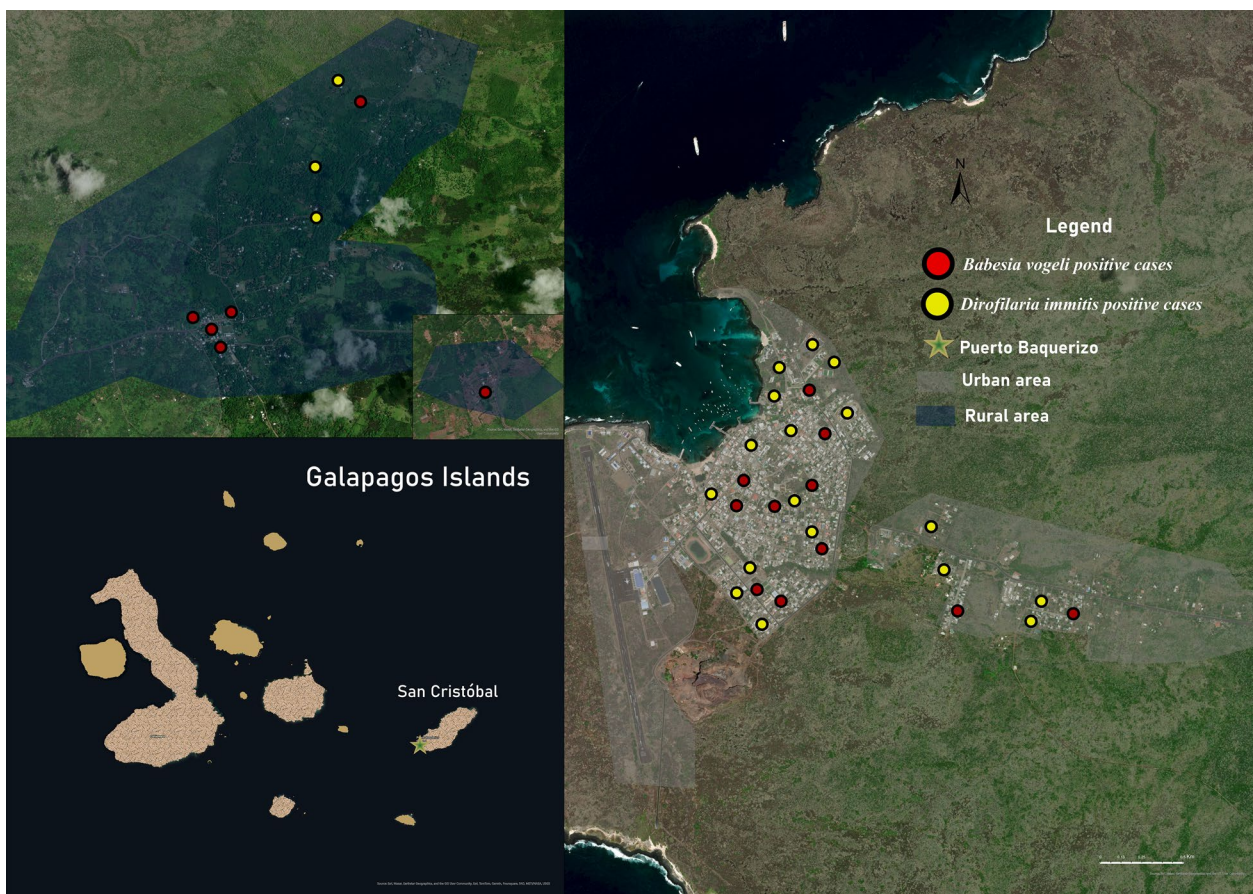 N
Legend
Babesia vogeli positive cases
Dirofilaria immitis positive cases
Puerto Baquerizo
Urban area
Rural area
Galapagos Islands
San Cristóbal